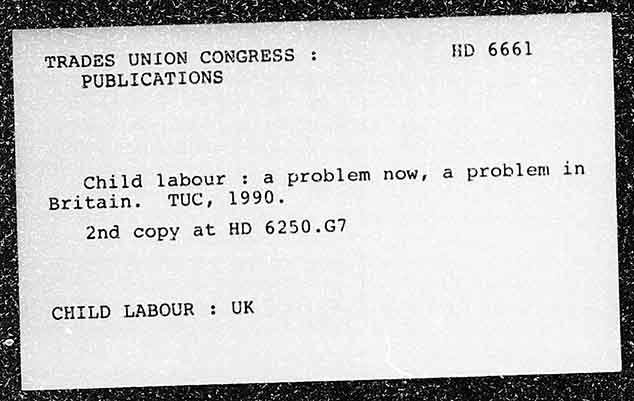 TRADES UNION CONGRESS : HD 6661
PUBLICATIONS
Child labour : a problem now, a problem in
Britain. TUC, 1990.
2nd copy at HD 6250.G7
CHILD LABOUR : UK